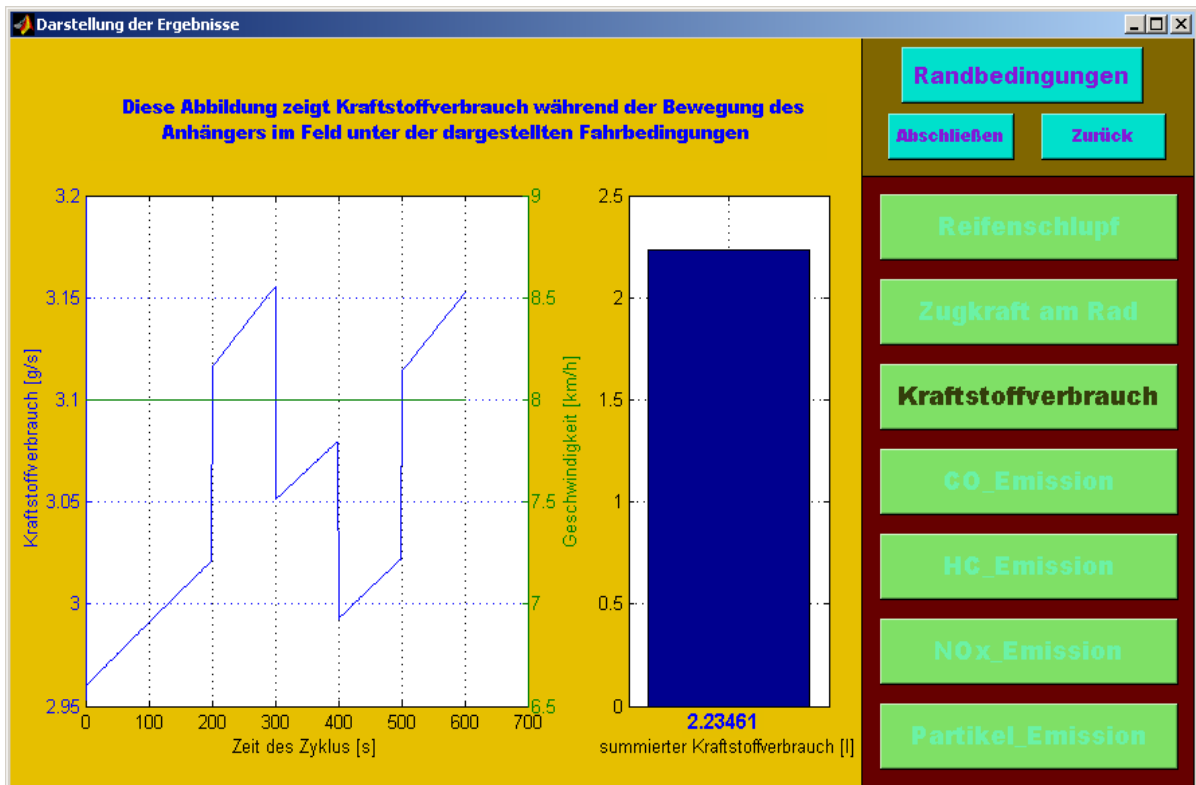 Darstellung der Ergebnisse
Diese Abbildung zeigt Kraftstoffverbrauch während der Bewegung des
Anhängers im Feld unter der dargestellten Fahrbedingungen
3.2
3.15
3.1
3.05
3
2.95
Kraftstoffverbrauch [g/s]
0 100 200 300 400 500 600 700
Zeit des Zyklus [s]
9
8.5
8
7.5
7
6.5
Geschwindigkeit [km/h]
2.5
2
1.5
1
0.5
0
2.23461
summierter Kraftstoffverbrauch [l]
Randbedingungen
Abschließen Zurück
Reifenschlupf
Zugkraft am Rad
Kraftstoffverbrauch
CO_Emission
HC_Emission
NOx_Emission
Partikel_Emission